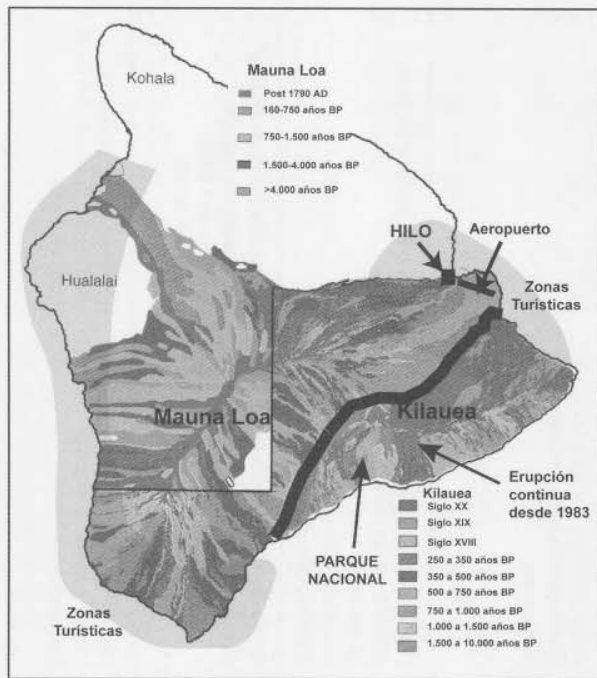 Kohala
Mauna Loa
Post 1790 AD
160-750 años BP
750-1.500 años BP
1.500-4.000 años BP
>4.000 años BP
HILO
Aeropuerto
Zonas
Turísticas
Hualalai
Mauna Loa
Kilauea
Erupción
continua
desde 1983
PARQUE
NACIONAL
Kilauea
Siglo XX
Siglo XIX
Siglo XVIII
250 a 350 años BP
350 a 500 años BP
500 a 750 años BP
750 a 1.000 años BP
1.000 a 1.500 años BP
1.500 a 10.000 años BP
Zonas
Turísticas